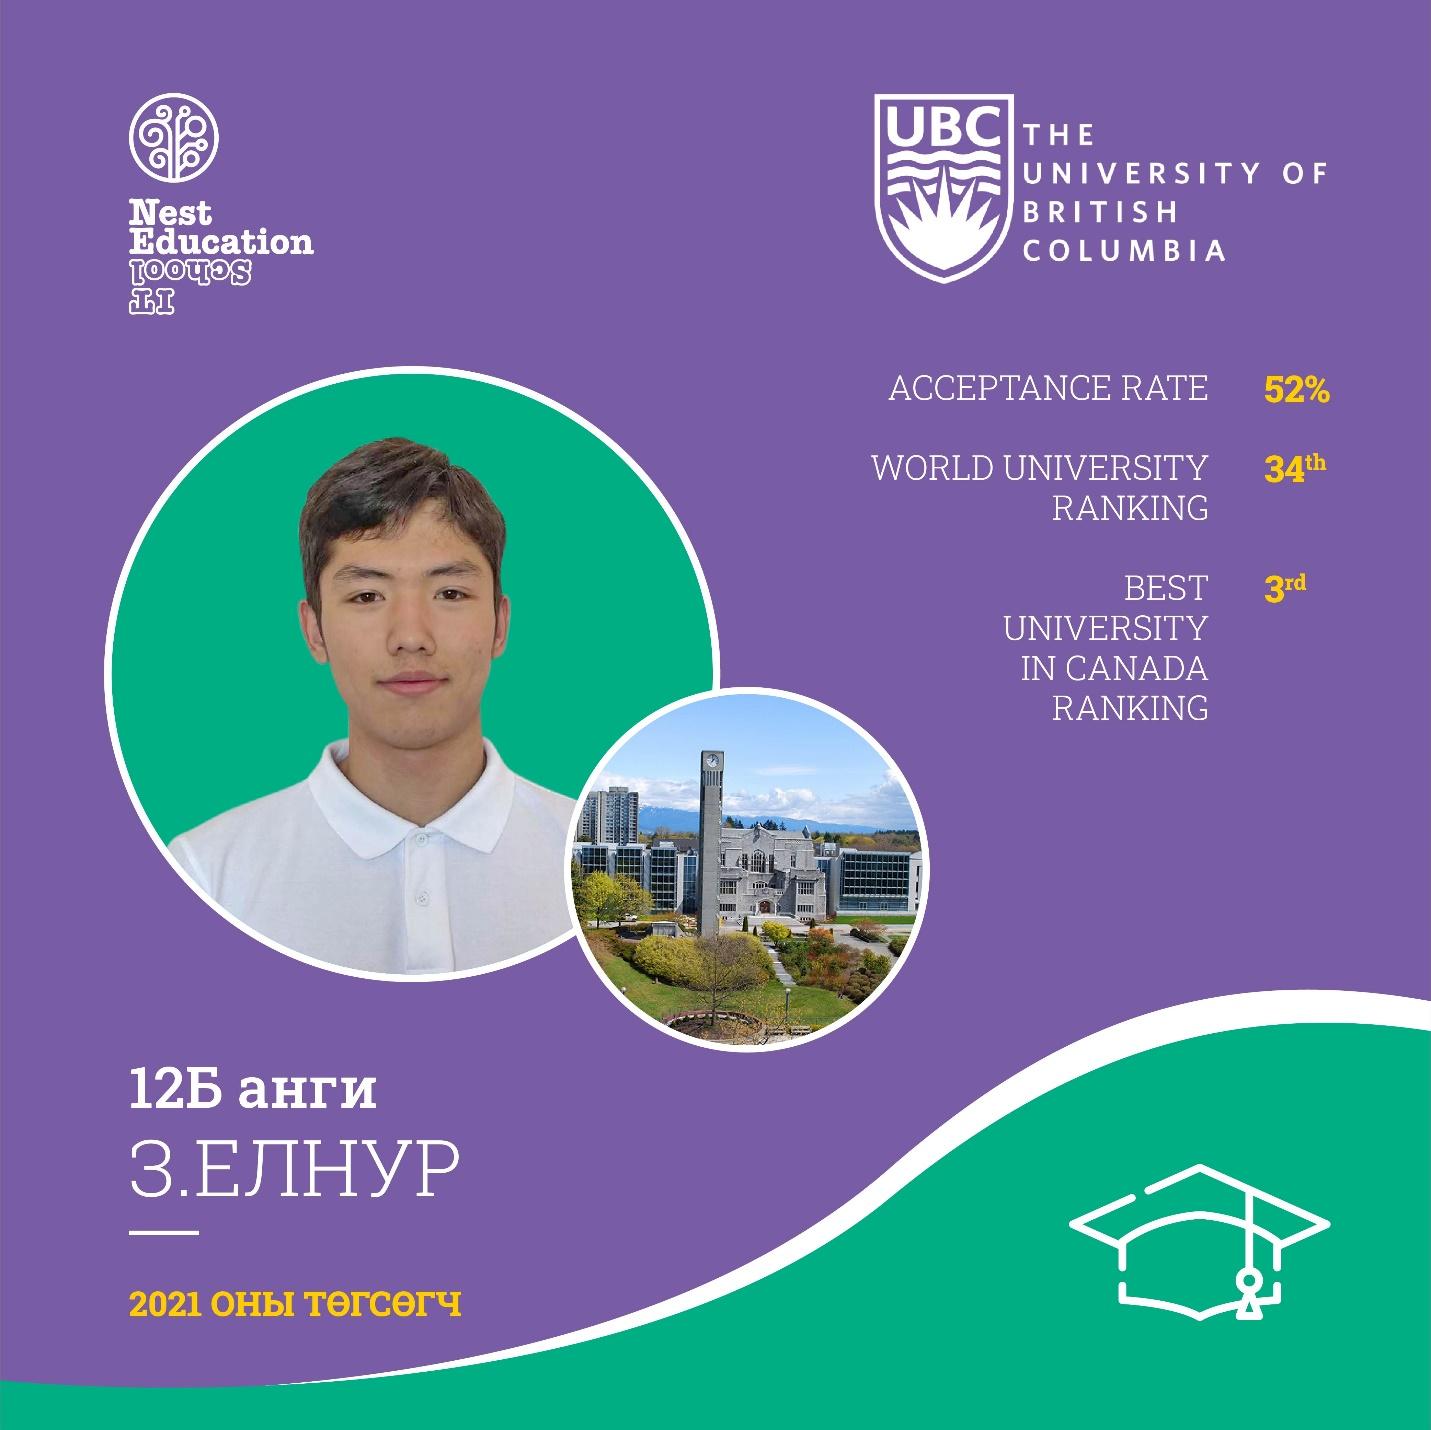 Nest
Education
School
IT
UBC
THE
UNIVERSITY OF
BRITISH
COLUMBIA
ACCEPTANCE RATE 52%
WORLD UNIVERSITY 34th
RANKING
BEST 3rd
UNIVERSITY
IN CANADA
RANKING
12Б анги
З.ЕЛНУР
2021 ОНЫ ТӨГСӨГЧ